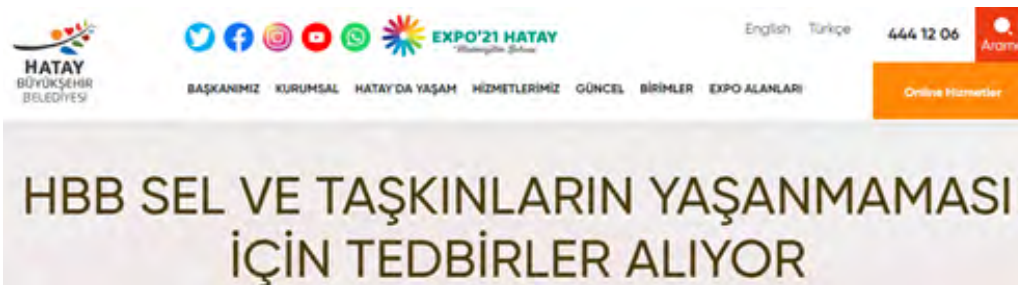 HATAY
BÜYÜKŞEHİR
BELEDİYESİ
EXPO'21 HATAY
English Türkçe
444 12 06
Arama
BAŞKANIMIZ KURUMSAL HATAY'DA YAŞAM HİZMETLERİMİZ GÜNCEL BİRİMLER EXPO ALANLARI
Online Hizmetler
HBB SEL VE TAŞKINLARIN YAŞANMAMASI
İÇİN TEDBİRLER ALIYOR